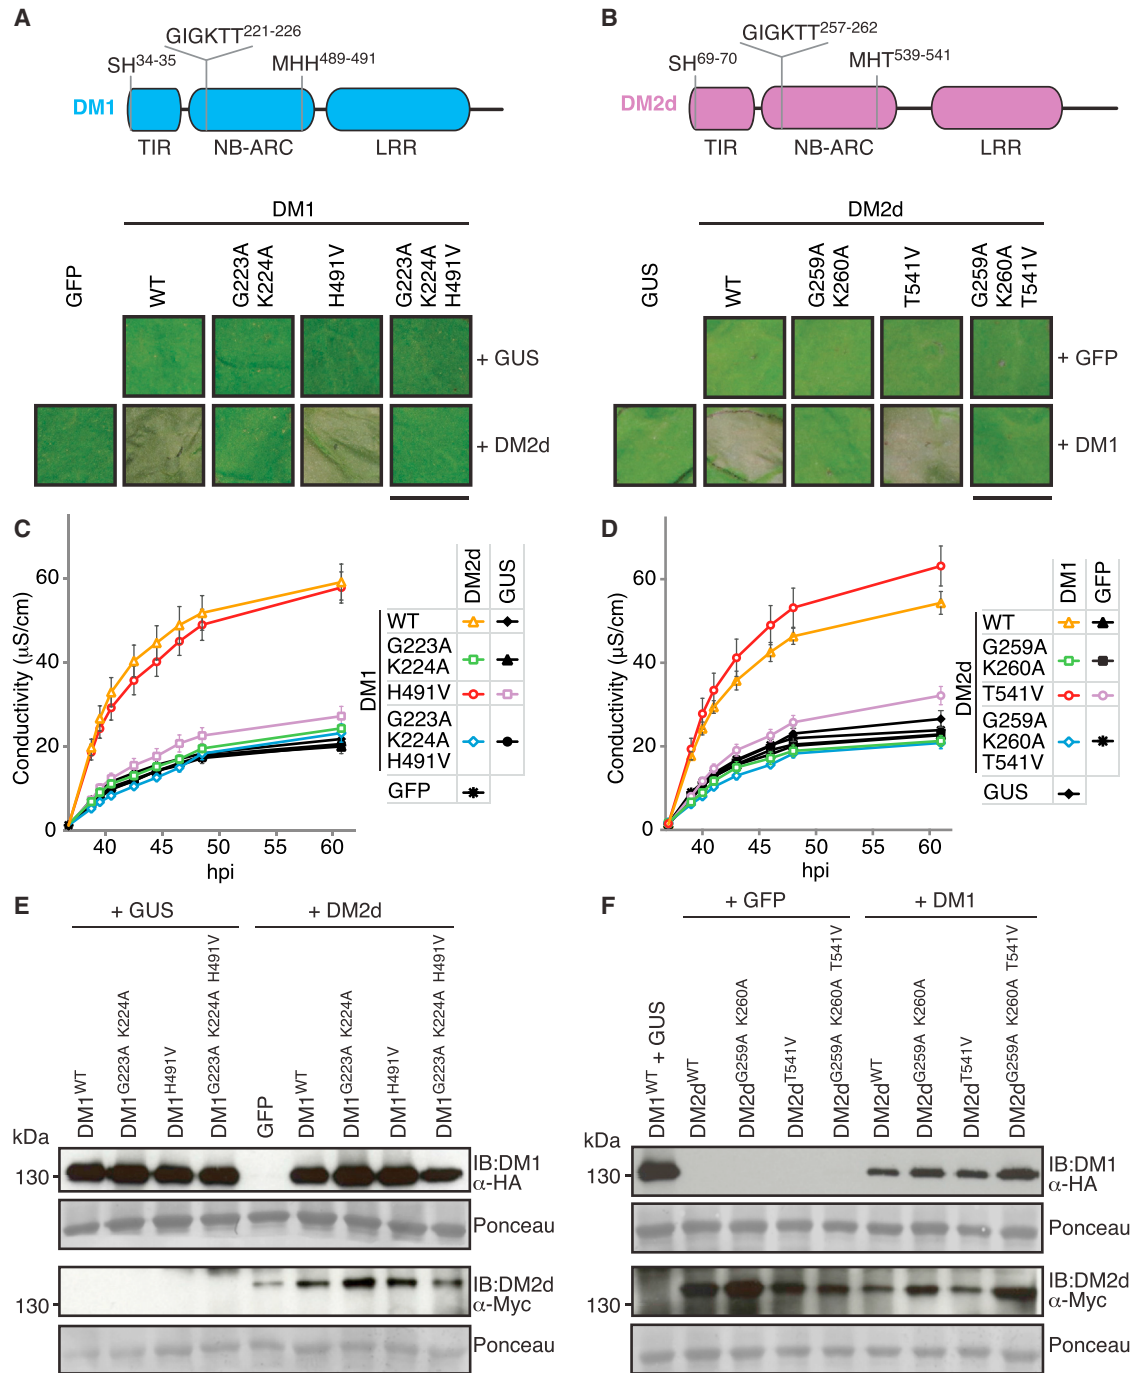 A
GIGKTT221-226
SH34-35
MHH489-491
DM1
TIR
NB-ARC
LRR
DM1
GFP
WT
G223A
K224A
H491V
G223A
K224A
H491V
+ GUS
+ DM2d
B
GIGKTT257-262
SH69-70
MHT539-541
DM2d
TIR
NB-ARC
LRR
DM2d
GUS
WT
G259A
K260A
T541V
G259A
K260A
T541V
+ GFP
+ DM1
C
Conductivity (µS/cm)
60
40
20
0
40 45 50 55 60
hpi
DM2d
GUS
DM1
WT
G223A
K224A
H491V
G223A
K224A
H491V
GFP
D
Conductivity (µS/cm)
60
40
20
0
40 45 50 55 60
hpi
DM1
GFP
DM2d
WT
G259A
K260A
T541V
G259A
K260A
T541V
GUS
E
+ GUS
+ DM2d
DM1WT
DM1G223A K224A
DM1H491V
DM1G223A K224A H491V
GFP
DM1WT
DM1G223A K224A
DM1H491V
DM1G223A K224A H491V
kDa
130
IB:DM1
α-HA
Ponceau
130
IB:DM2d
α-Myc
Ponceau
F
+ GFP
+ DM1
DM1WT + GUS
DM2dWT
DM2dG259A K260A
DM2dT541V
DM2dG259A K260A T541V
DM2dWT
DM2dG259A K260A
DM2dT541V
DM2dG259A K260A T541V
kDa
130
IB:DM1
α-HA
Ponceau
130
IB:DM2d
α-Myc
Ponceau